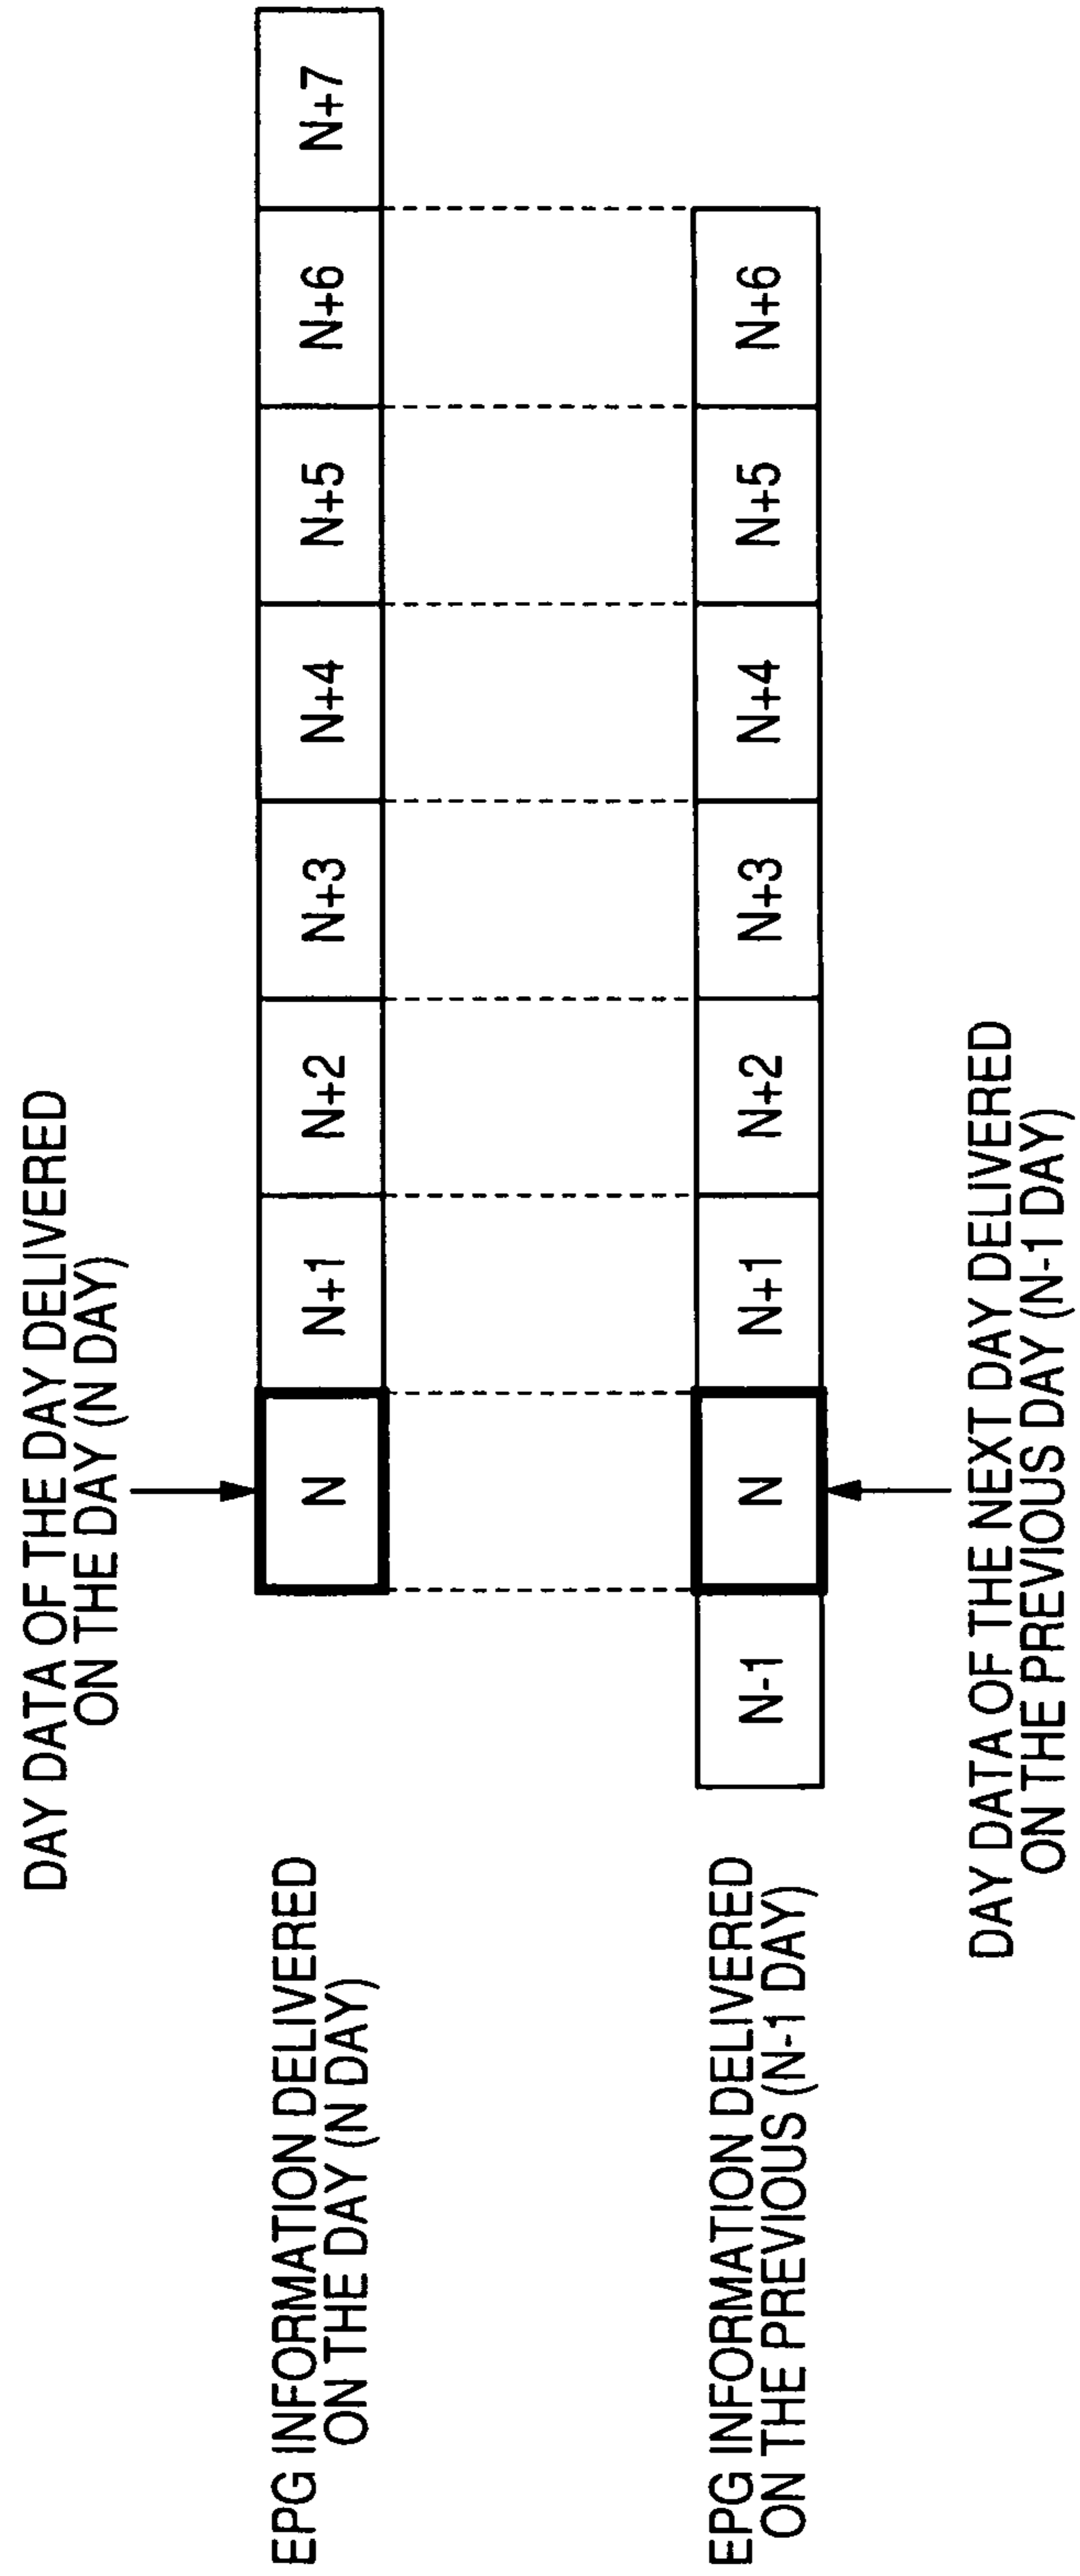 DAY DATA OF THE DAY DELIVERED
ON THE DAY (N DAY)
EPG INFORMATION DELIVERED
ON THE DAY (N DAY)
N N+1 N+2 N+3 N+4 N+5 N+6 N+7
EPG INFORMATION DELIVERED
ON THE PREVIOUS (N-1 DAY)
N-1 N N+1 N+2 N+3 N+4 N+5 N+6
DAY DATA OF THE NEXT DAY DELIVERED
ON THE PREVIOUS DAY (N-1 DAY)